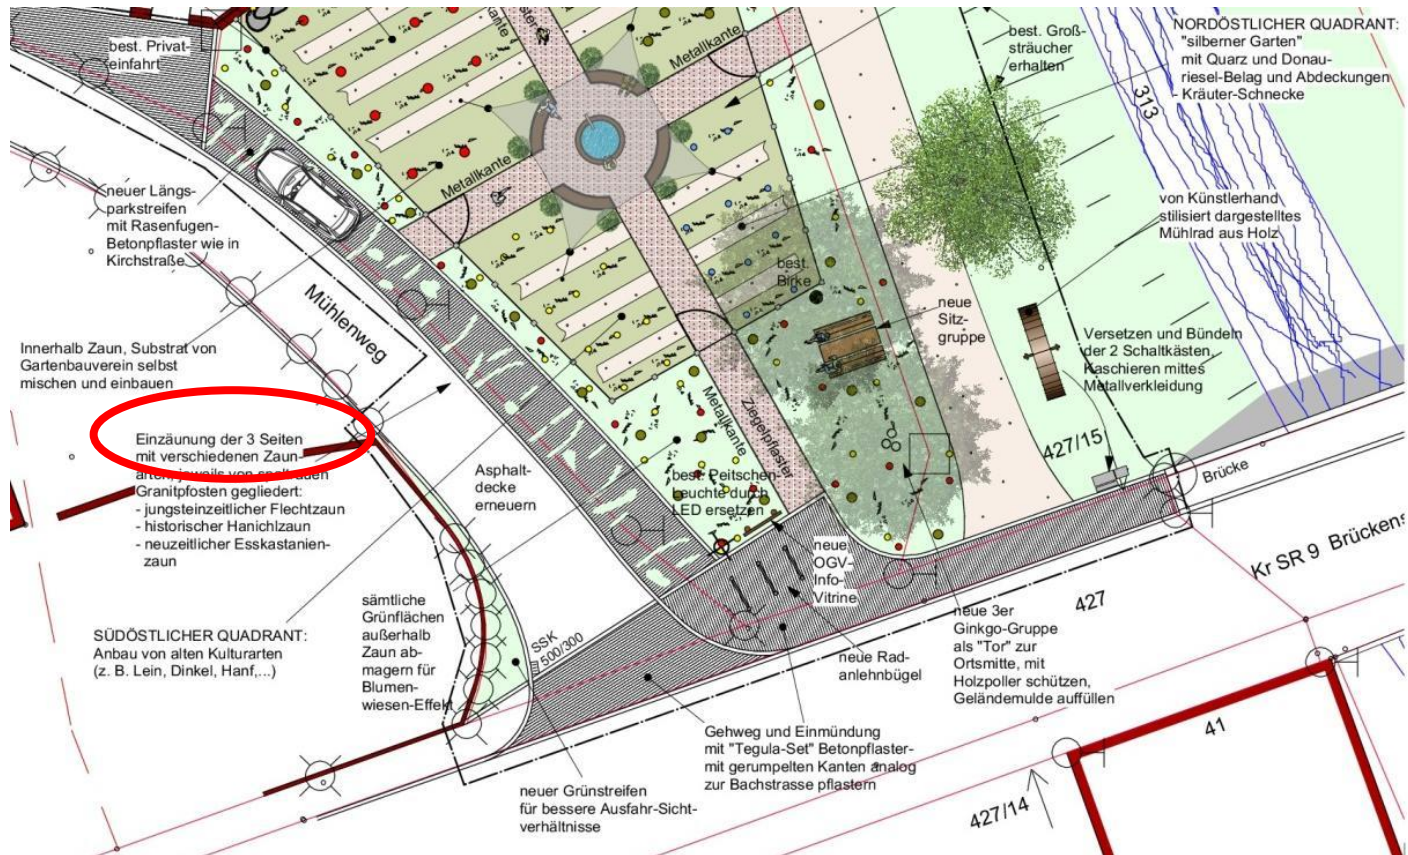 best. Privat-
einfahrt
neuer Längs-
parkstreifen
mit Rasenfugen-
Betonpflaster wie in
Kirchstraße
Innerhalb Zaun, Substrat von
Gartenbauverein selbst
mischen und einbauen
Einzäunung der 3 Seiten
mit verschiedenen Zaun-
arten, jeweils von
Granitpfosten gegliedert:
- jungsteinzeitlicher Flechtzaun
- historischer Hanichlzaun
- neuzeitlicher Esskastanien-
zaun
SÜDÖSTLICHER QUADRANT:
Anbau von alten Kulturarten
(z. B. Lein, Dinkel, Hanf,...)
Mühlenweg
Asphalt-
decke
erneuern
sämtliche
Grünflächen
außerhalb
Zaun ab-
magern für
Blumen-
wiesen-Effekt
SSK
500/300
neuer Grünstreifen
für bessere Ausfahr-Sicht-
verhältnisse
Gehweg und Einmündung
mit "Tegula-Set" Betonpflaster-
mit gerumpelten Kanten analog
zur Bachstrasse pflastern
neue Rad-
anlehnbügel
neue
OGV-
Info-
Vitrine
best. Peitschen-
Leuchte durch
LED ersetzen
Metallkante
Metallkante
Metallkante
Ziegelpflaster
best.
Birke
neue
Sitz-
gruppe
neue 3er
Ginkgo-Gruppe
als "Tor" zur
Ortsmitte, mit
Holzpoller schützen,
Geländemulde auffüllen
best. Groß-
sträucher
erhalten
NORDÖSTLICHER QUADRANT:
"silberner Garten"
mit Quarz und Donau-
riesel-Belag und Abdeckungen
- Kräuter-Schnecke
313
von Künstlerhand
stilisiert dargestelltes
Mühlrad aus Holz
Versetzen und Bündeln
der 2 Schaltkästen,
Kaschieren mittes
Metallverkleidung
427/15
Brücke
Kr SR 9
427
41
427/14